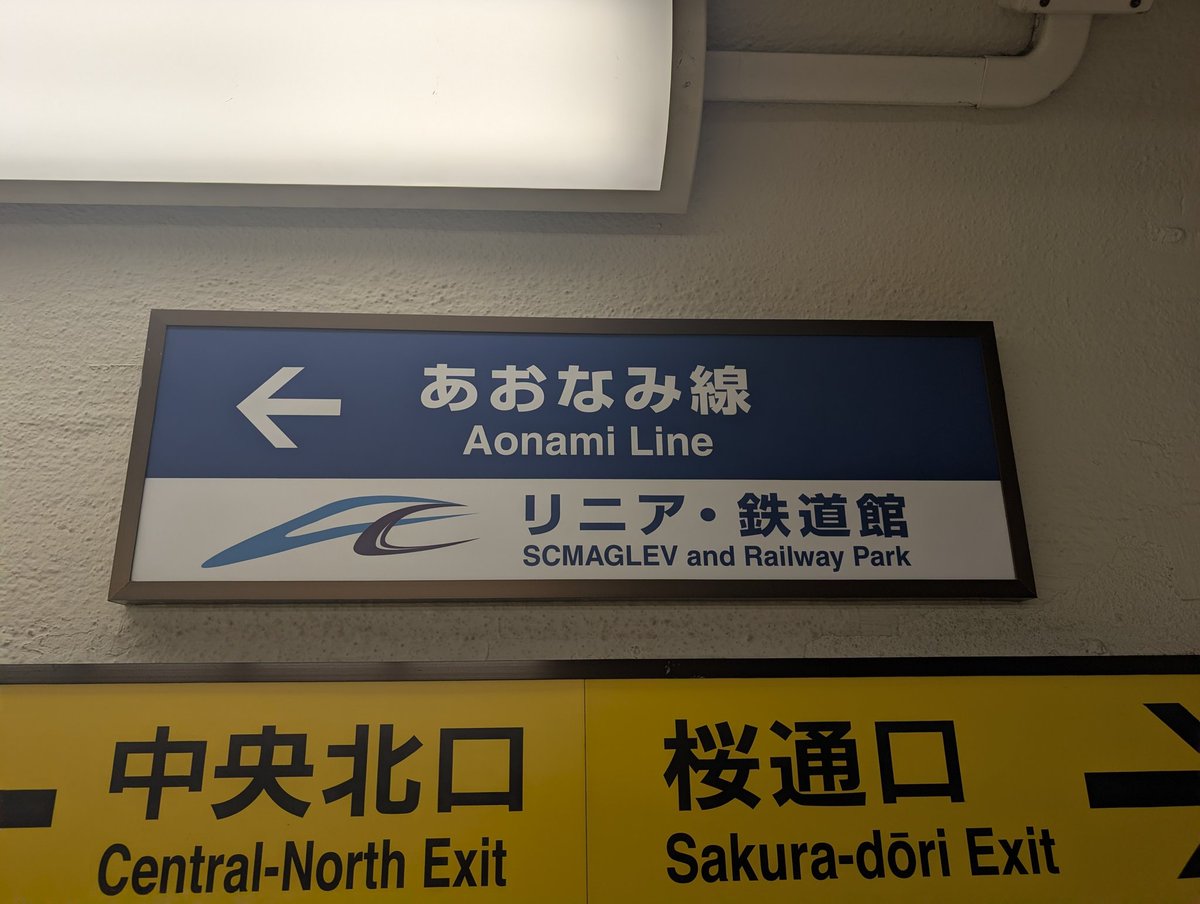 あおなみ線
Aonami Line
リニア・鉄道館
SCMAGLEV and Railway Park
中央北口
Central-North Exit
桜通口
Sakura-dōri Exit